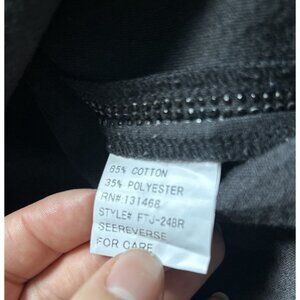 65% COTTON
35% POLYESTER
RN#:131468
STYLE# FTJ-248R
SEEREVERSE
FOR CARE